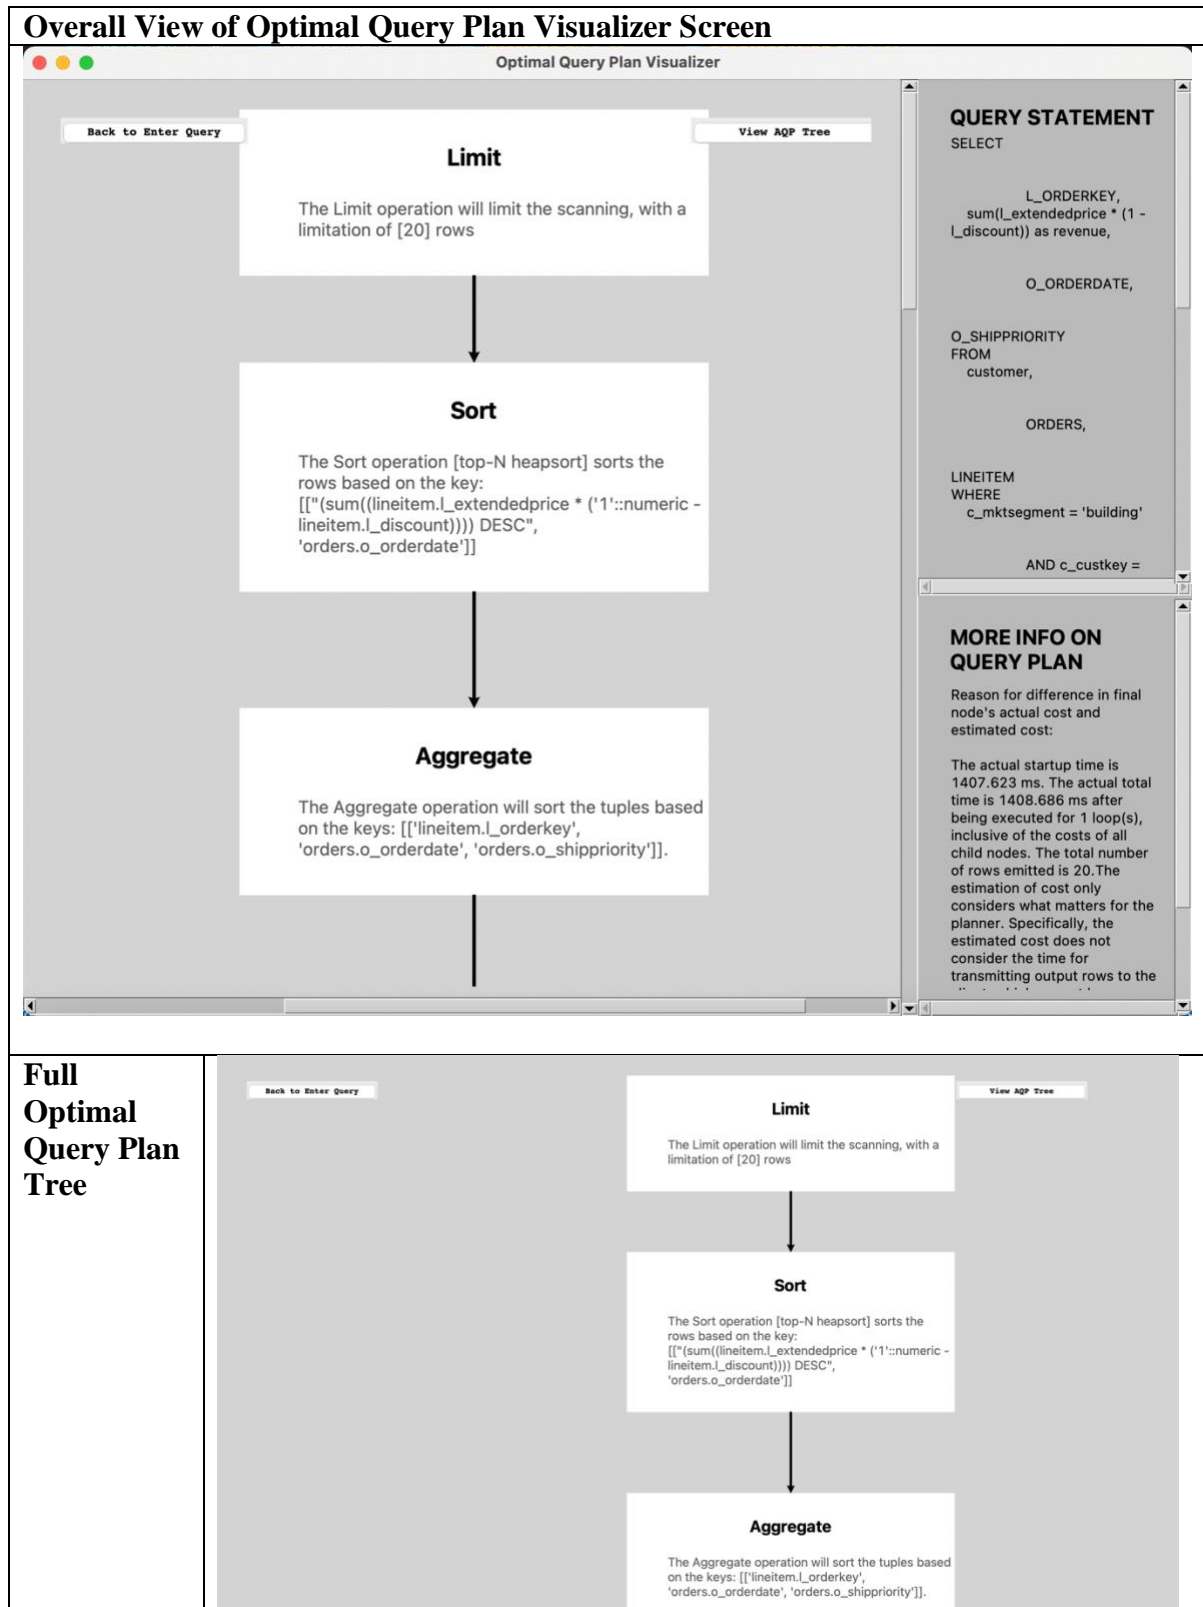 Overall View of Optimal Query Plan Visualizer Screen
Optimal Query Plan Visualizer
Back to Enter Query
View AQP Tree
Limit
The Limit operation will limit the scanning, with a
limitation of [20] rows
Sort
The Sort operation [top-N heapsort] sorts the
rows based on the key:
[["(sum((lineitem.l_extendedprice * ('1'::numeric -
lineitem.l_discount)))) DESC",
'orders.o_orderdate']]
Aggregate
The Aggregate operation will sort the tuples based
on the keys: [['lineitem.l_orderkey',
'orders.o_orderdate', 'orders.o_shippriority']].
QUERY STATEMENT
SELECT
L_ORDERKEY,
sum(l_extendedprice * (1 -
l_discount)) as revenue,
O_ORDERDATE,
O_SHIPPRIORITY
FROM
customer,
ORDERS,
LINEITEM
WHERE
c_mktsegment = 'building'
AND c_custkey =
MORE INFO ON
QUERY PLAN
Reason for difference in final
node's actual cost and
estimated cost:
The actual startup time is
1407.623 ms. The actual total
time is 1408.686 ms after
being executed for 1 loop(s),
inclusive of the costs of all
child nodes. The total number
of rows emitted is 20.The
estimation of cost only
considers what matters for the
planner. Specifically, the
estimated cost does not
consider the time for
transmitting output rows to the
Full
Optimal
Query Plan
Tree
Back to Enter Query
View AQP Tree
Limit
The Limit operation will limit the scanning, with a
limitation of [20] rows
Sort
The Sort operation [top-N heapsort] sorts the
rows based on the key:
[["(sum((lineitem.l_extendedprice * ('1'::numeric -
lineitem.l_discount)))) DESC",
'orders.o_orderdate']]
Aggregate
The Aggregate operation will sort the tuples based
on the keys: [['lineitem.l_orderkey',
'orders.o_orderdate', 'orders.o_shippriority']].